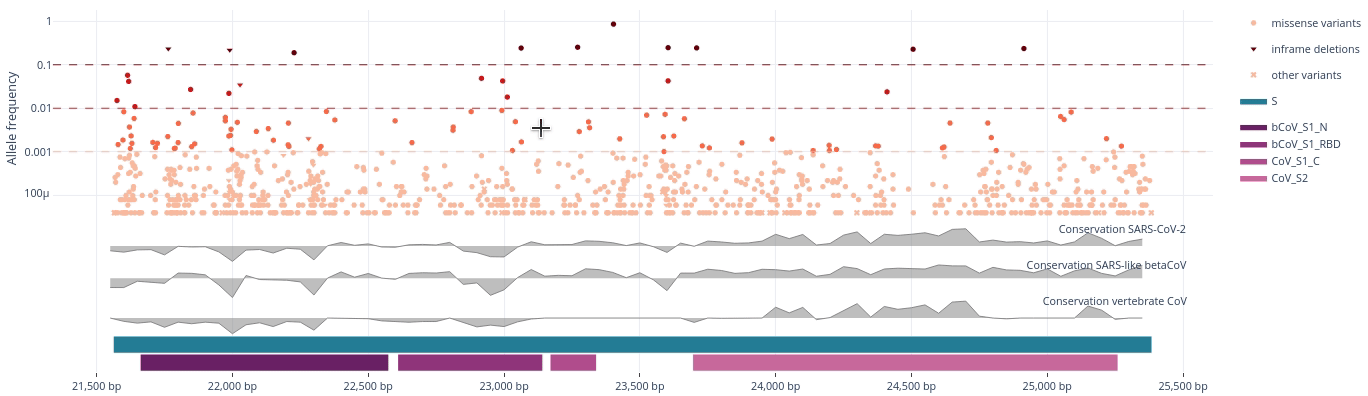 Allele frequency
1
0.1
0.01
0.001
100μ
missense variants
inframe deletions
other variants
S
bCoV_S1_N
bCoV_S1_RBD
CoV_S1_C
CoV_S2
Conservation SARS-CoV-2
Conservation SARS-like betaCoV
Conservation vertebrate CoV
21,500 bp 22,000 bp 22,500 bp 23,000 bp 23,500 bp 24,000 bp 24,500 bp 25,000 bp 25,500 bp